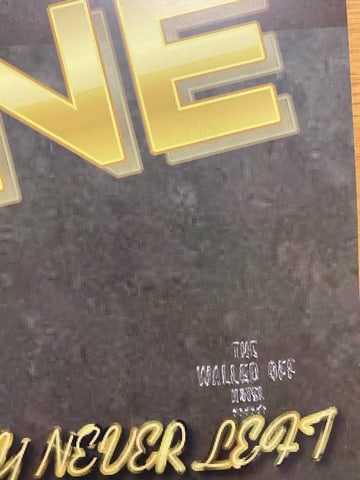 NE
THE
WALLED OFF
HOTEL
Y NEVER LEFT